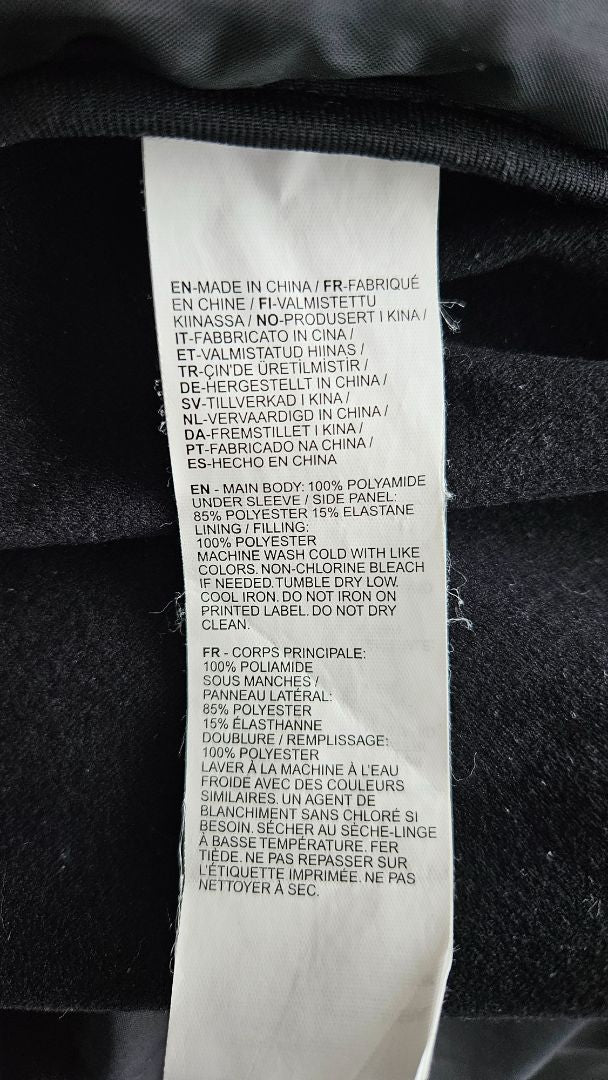 EN-MADE IN CHINA / FR-FABRIQUÉ
EN CHINE / FI-VALMISTETTU
KIINASSA / NO-PRODUSERT I KINA /
IT-FABBRICATO IN CINA /
ET-VALMISTATUD HIINAS /
TR-ÇIN'DE ÜRETILMİSTİR /
DE-HERGESTELLT IN CHINA /
SV-TILLVERKAD I KINA /
NL-VERVAARDIGD IN CHINA /
DA-FREMSTILLET I KINA /
PT-FABRICADO NA CHINA /
ES-HECHO EN CHINA
EN - MAIN BODY: 100% POLYAMIDE
UNDER SLEEVE / SIDE PANEL:
85% POLYESTER 15% ELASTANE
LINING / FILLING:
100% POLYESTER
MACHINE WASH COLD WITH LIKE
COLORS. NON-CHLORINE BLEACH
IF NEEDED. TUMBLE DRY LOW.
COOL IRON. DO NOT IRON ON
PRINTED LABEL. DO NOT DRY
CLEAN.
FR - CORPS PRINCIPALE:
100% POLIAMIDE
SOUS MANCHES /
PANNEAU LATÉRAL:
85% POLYESTER
15% ÉLASTHANNE
DOUBLURE / REMPLISSAGE:
100% POLYESTER
LAVER À LA MACHINE À L'EAU
FROIDE AVEC DES COULEURS
SIMILAIRES. UN AGENT DE
BLANCHIMENT SANS CHLORÉ SI
BESOIN. SÉCHER AU SÈCHE-LINGE
À BASSE TEMPÉRATURE. FER
TIÈDE. NE PAS REPASSER SUR
L'ÉTIQUETTE IMPRIMÉE. NE PAS
NETTOYER À SEC.